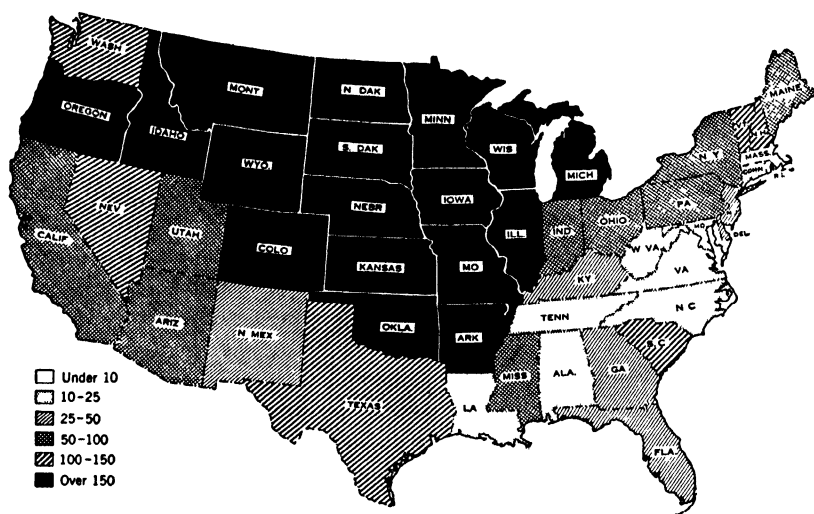 WASH
MONT
N. DAK
MINN
MAINE
OREGON
IDAHO
S. DAK
WIS
N Y
MASS.
CONN
R I
WYO.
MICH
NEV
NEBR
IOWA
PA
CALIF
UTAH
COLO
ILL
IND
OHIO
W VA
MD
DEL.
KANSAS
MO
KY
VA
ARIZ
N MEX
OKLA.
ARK
TENN
N C
S. C.
TEXAS
LA
MISS
ALA.
GA
FLA.
Under 10
10-25
25-50
50-100
100-150
Over 150